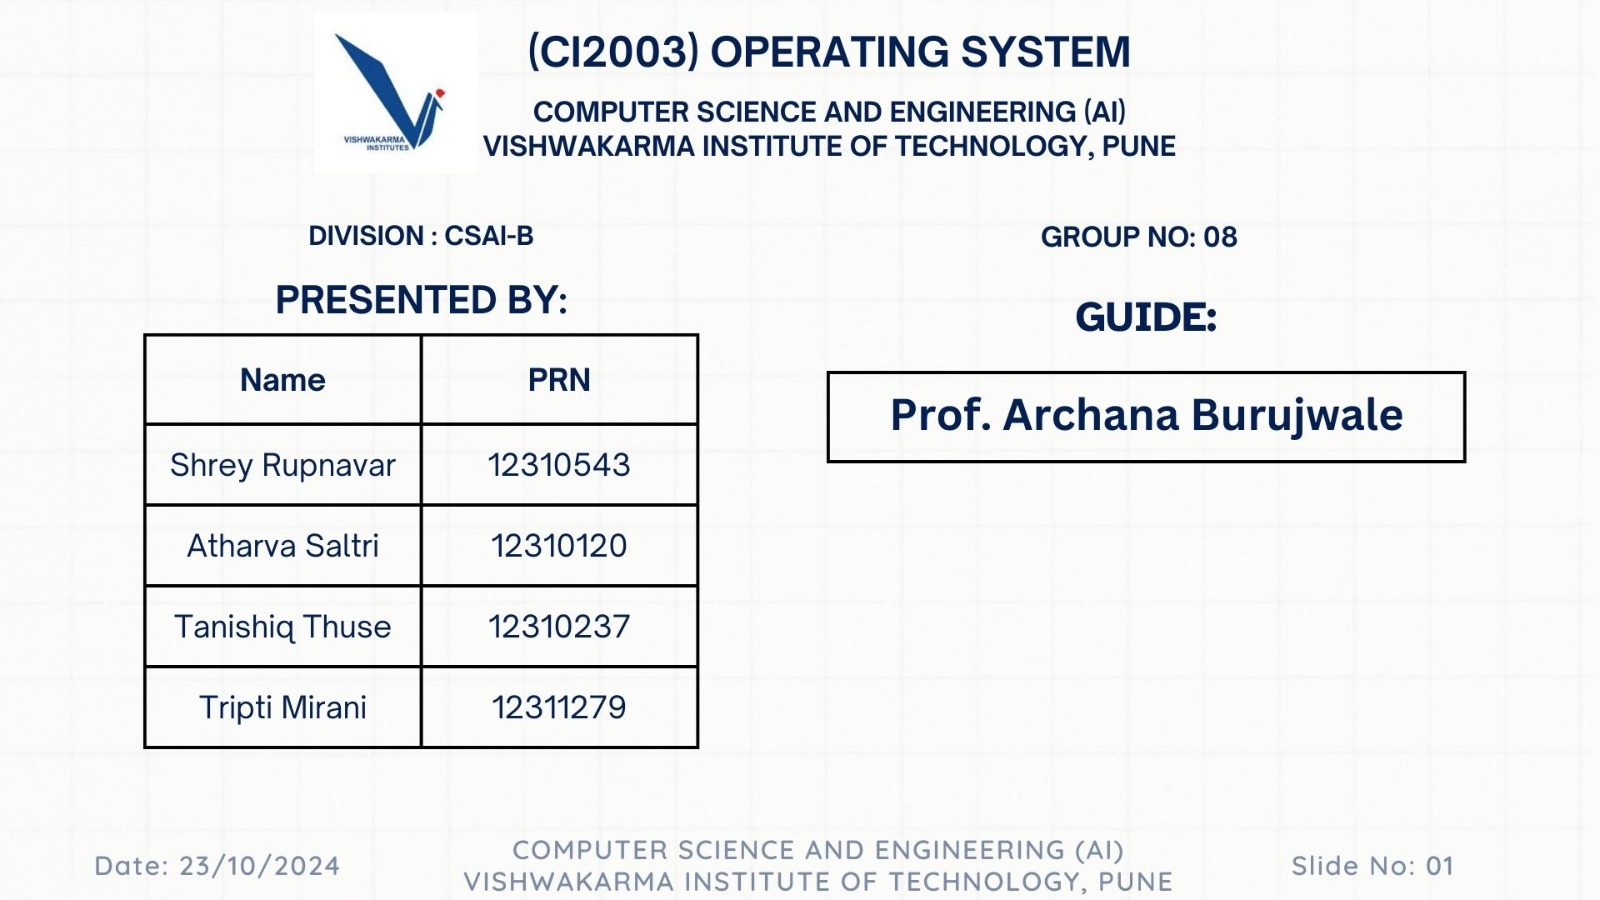 VISHWAKARMA
INSTITUTES
(CI2003) OPERATING SYSTEM
COMPUTER SCIENCE AND ENGINEERING (AI)
VISHWAKARMA INSTITUTE OF TECHNOLOGY, PUNE
DIVISION : CSAI-B
GROUP NO: 08
PRESENTED BY:
Name PRN
Shrey Rupnavar 12310543
Atharva Saltri 12310120
Tanishiq Thuse 12310237
Tripti Mirani 12311279
GUIDE:
Prof. Archana Burujwale
Date: 23/10/2024
COMPUTER SCIENCE AND ENGINEERING (AI)
VISHWAKARMA INSTITUTE OF TECHNOLOGY, PUNE
Slide No: 01